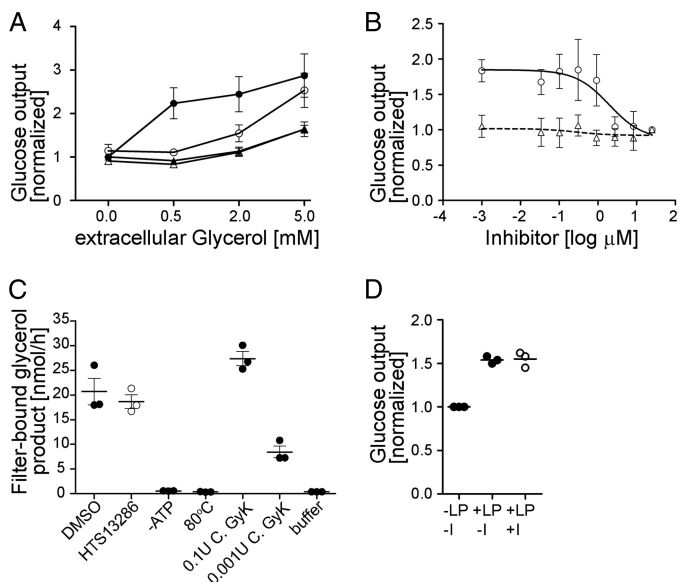 A
Glucose output
[normalized]
4
3
2
1
0
0.0
0.5
2.0
5.0
extracellular Glycerol [mM]
B
Glucose output
[normalized]
2.5
2.0
1.5
1.0
0.5
0.0
-4
-3
-2
-1
0
1
2
Inhibitor [log µM]
C
Filter-bound glycerol
product [nmol/h]
35
30
25
20
15
10
5
0
DMSO
HTS13286
-ATP
80°C
0.1U C. GyK
0.001U C. GyK
buffer
D
Glucose output
[normalized]
2.0
1.5
1.0
0.5
0.0
-LP +LP +LP
-I -I +I